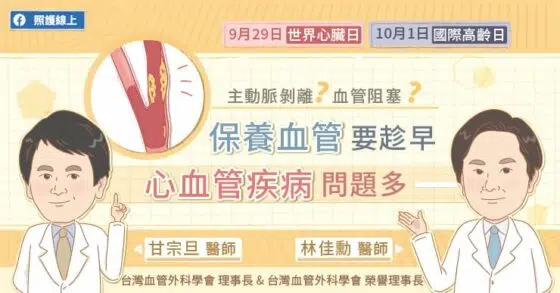 照護線上
9月29日 世界心臟日 10月1日 國際高齡日
主動脈剝離? 血管阻塞?
保養血管 要趁早
心血管疾病 問題多
甘宗旦 醫師 林佳勳 醫師
台灣血管外科學會 理事長 & 台灣血管外科學會 榮譽理事長